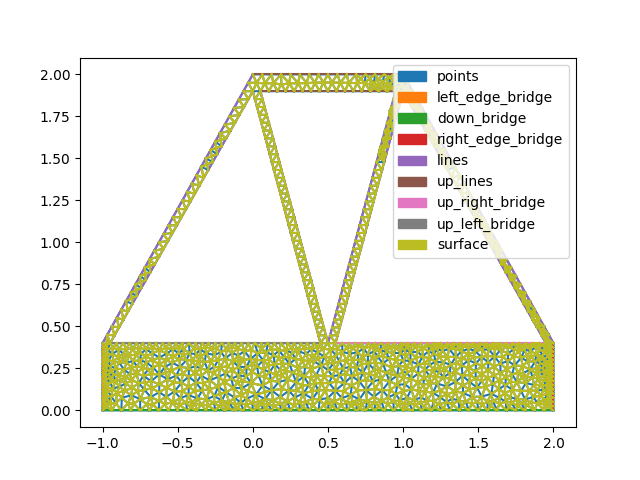 2.00
1.75
1.50
1.25
1.00
0.75
0.50
0.25
0.00
-1.0
-0.5
0.0
0.5
1.0
1.5
2.0
points
left_edge_bridge
down_bridge
right_edge_bridge
lines
up_lines
up_right_bridge
up_left_bridge
surface